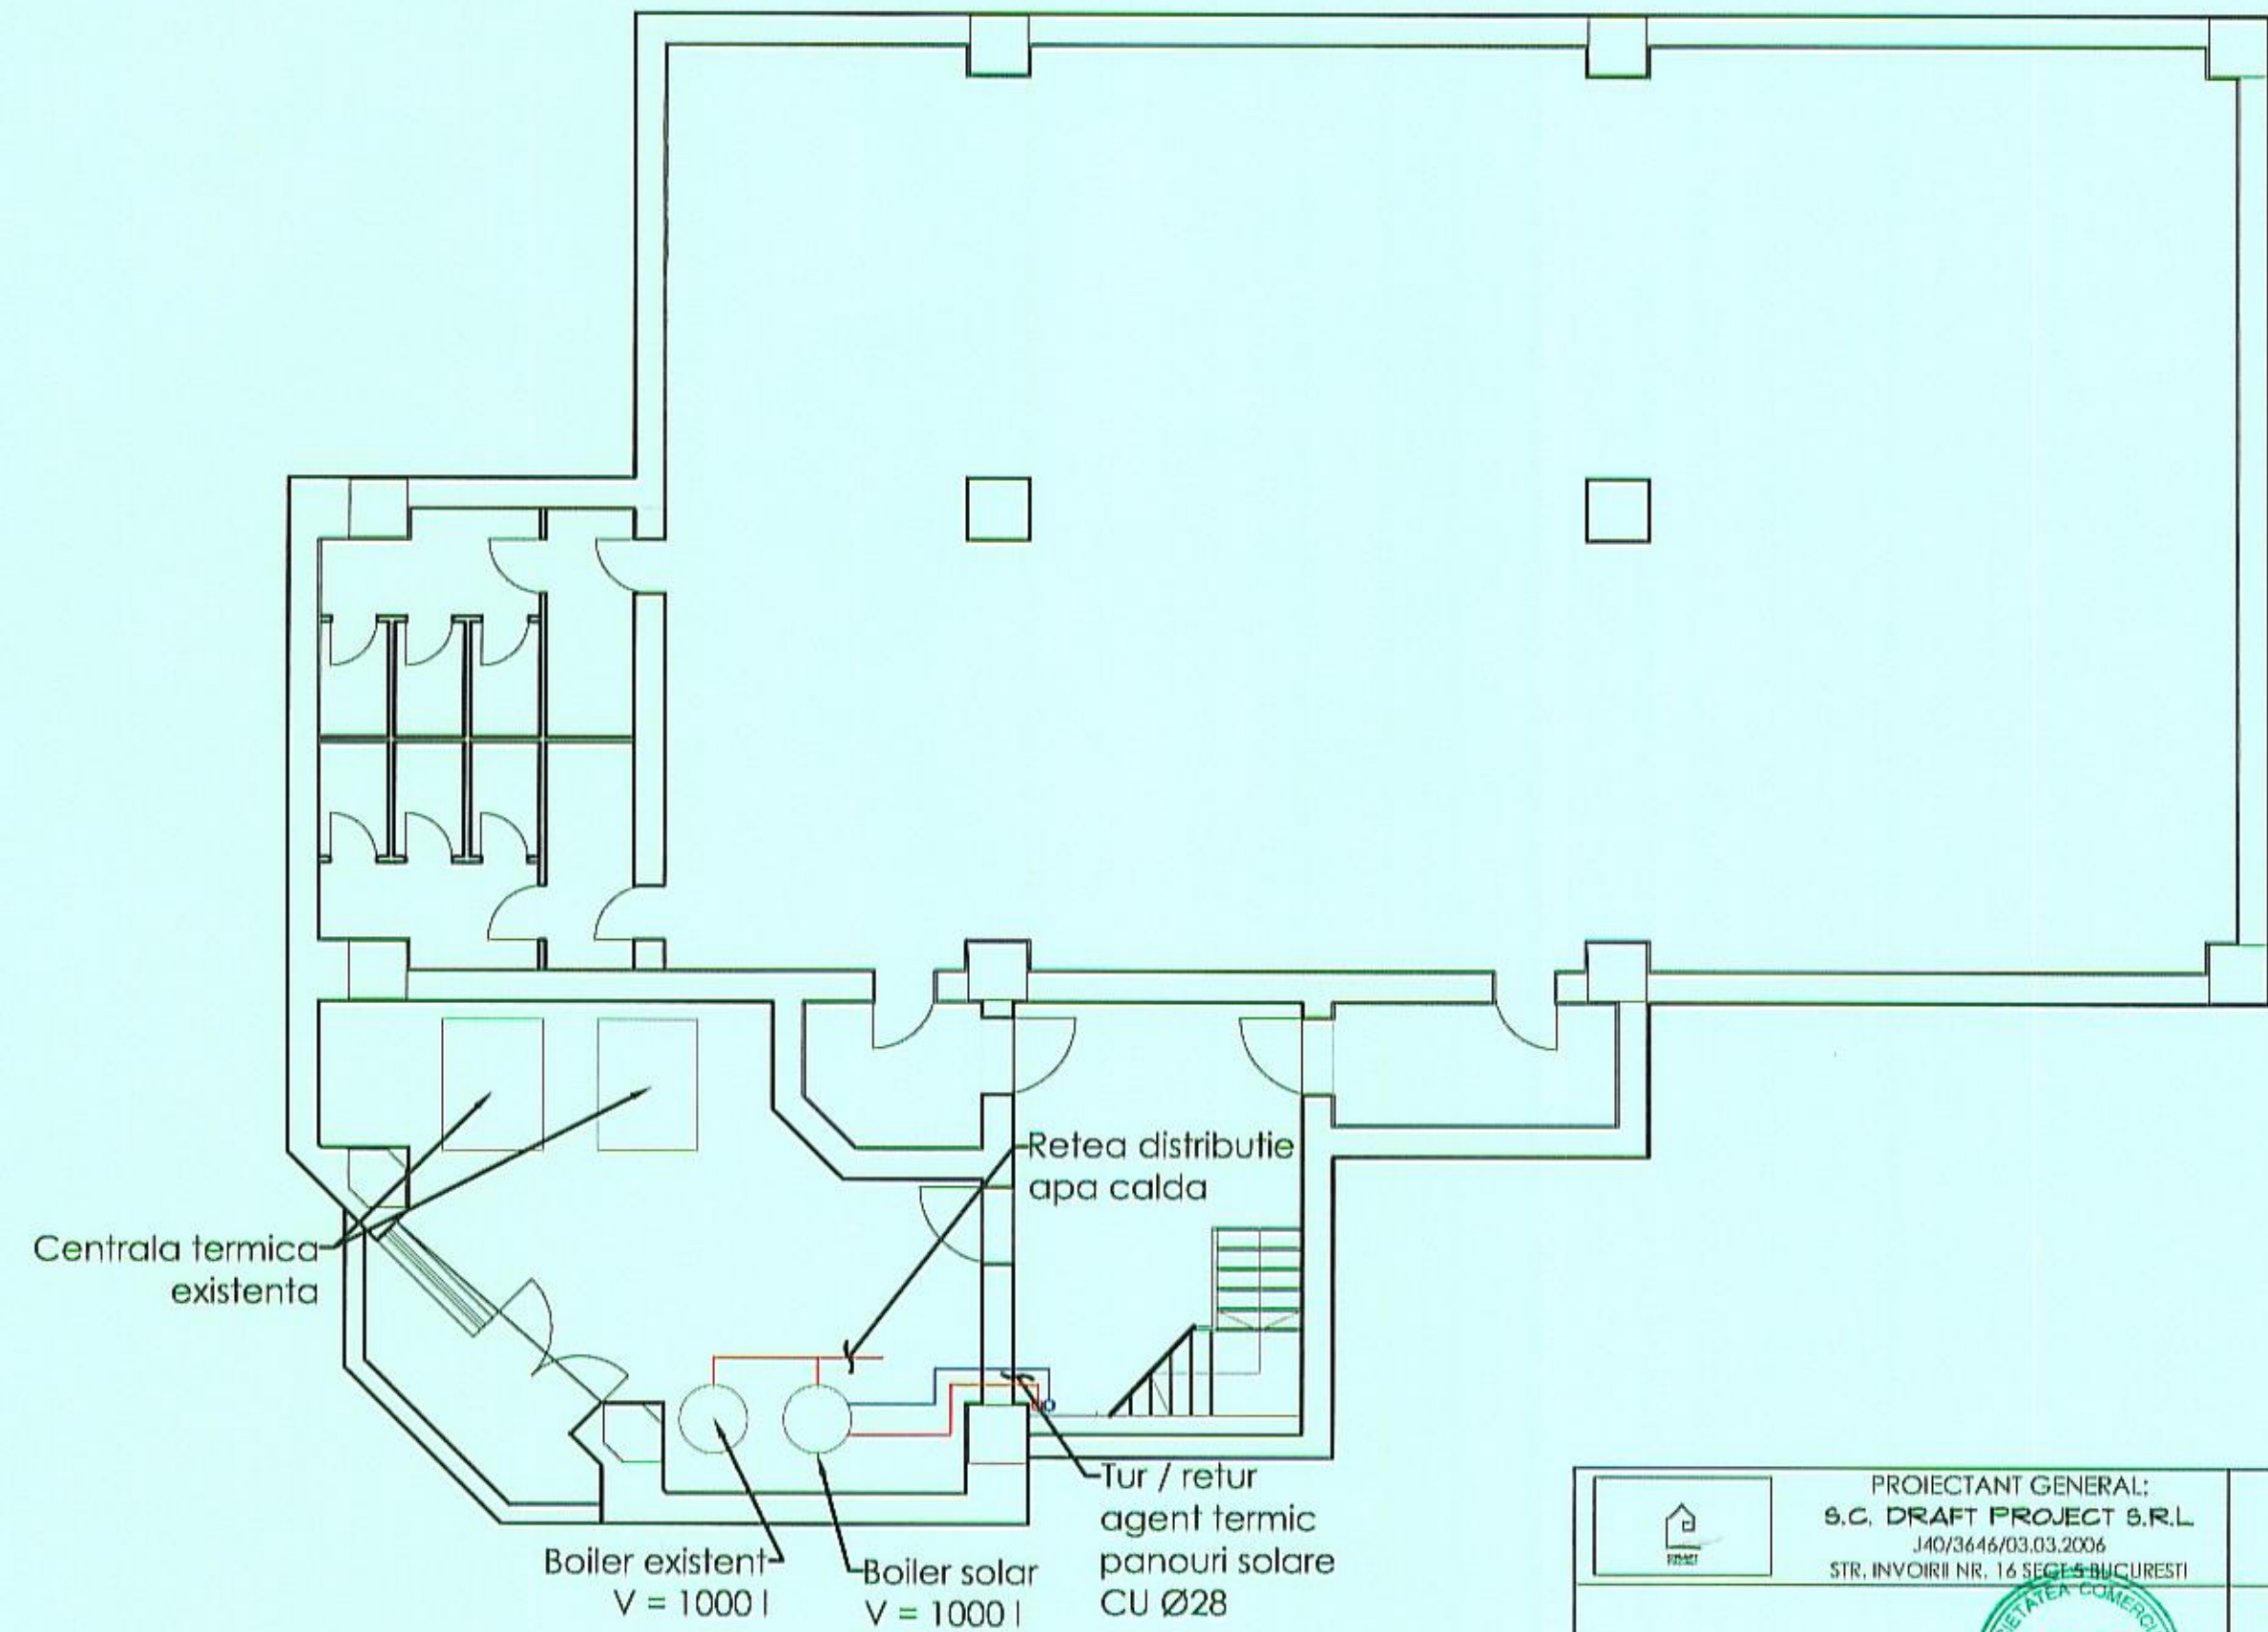 Retea distributie
apa calda
Centrala termica
existenta
Tur / retur
agent termic
panouri solare
CU Ø28
Boiler existent
V = 1000 l
Boiler solar
V = 1000 l
PROIECTANT GENERAL:
S.C. DRAFT PROJECT S.R.L
J40/3646/03.03.2006
STR. INVOIRII NR. 16 SECT 5 BUCURESTI